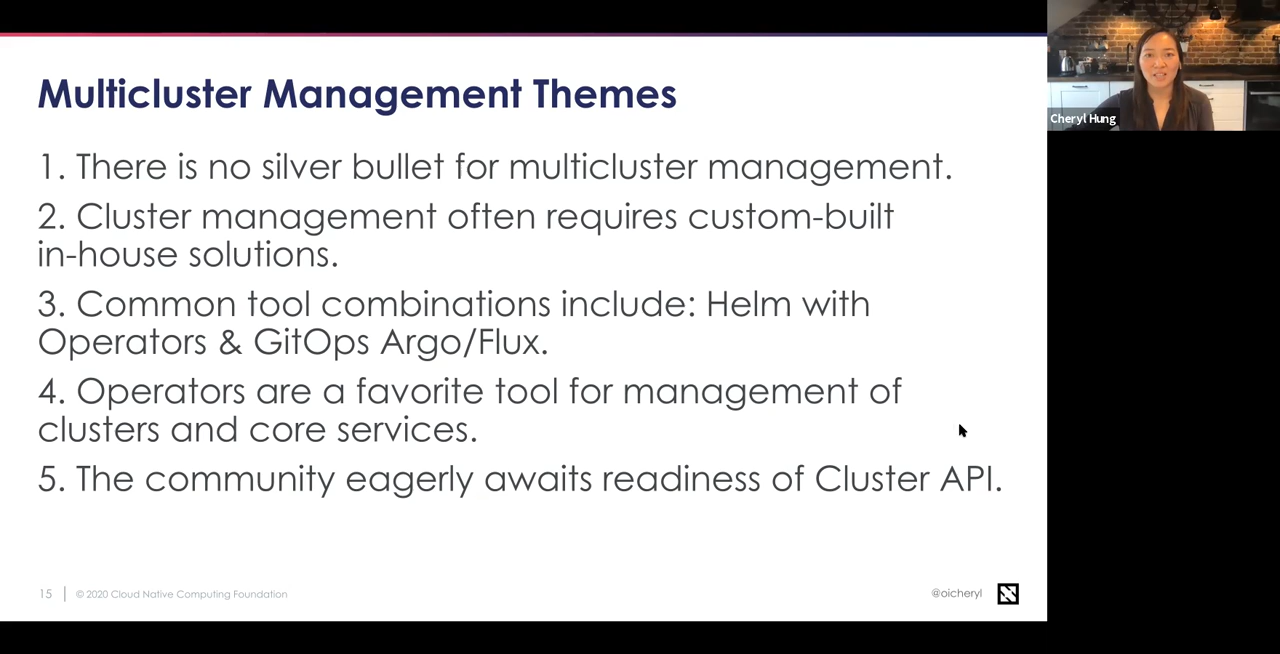 Multicluster Management Themes
1. There is no silver bullet for multicluster management.
2. Cluster management often requires custom-built
in-house solutions.
3. Common tool combinations include: Helm with
Operators & GitOps Argo/Flux.
4. Operators are a favorite tool for management of
clusters and core services.
5. The community eagerly awaits readiness of Cluster API.
15
© 2020 Cloud Native Computing Foundation
@oicheryl
Cheryl Hung